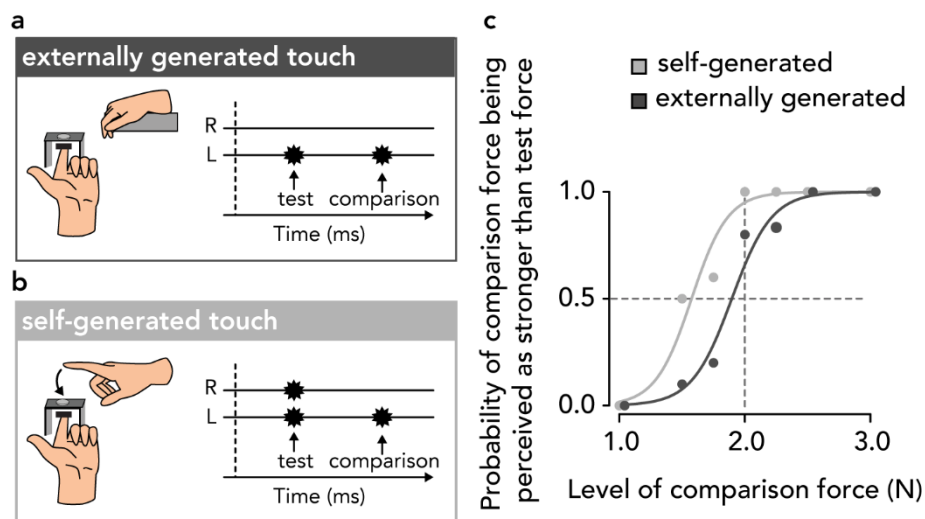 a
externally generated touch
R
L
test comparison
Time (ms)
b
self-generated touch
R
L
test comparison
Time (ms)
c
self-generated
externally generated
Probability of comparison force being
perceived as stronger than test force
1.0
0.5
0.0
1.0 2.0 3.0
Level of comparison force (N)